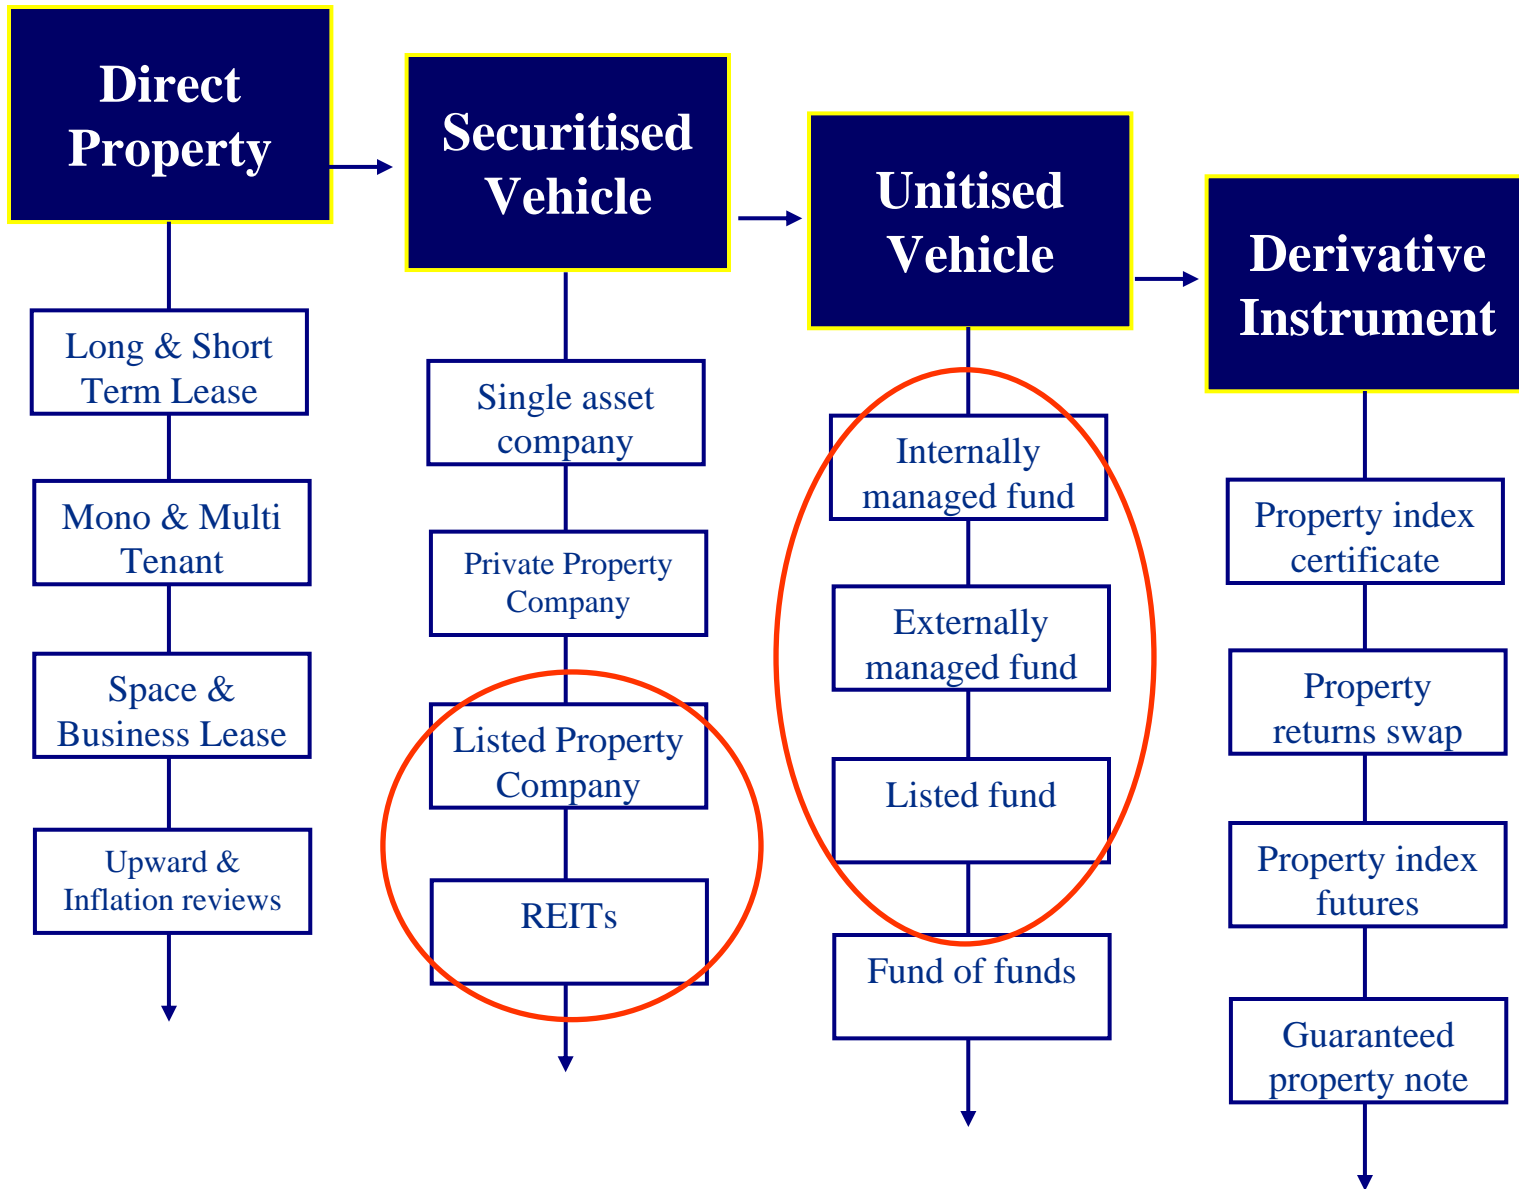 Direct
Property
Long & Short
Term Lease
Mono & Multi
Tenant
Space &
Business Lease
Upward &
Inflation reviews
Securitised
Vehicle
Single asset
company
Private Property
Company
Listed Property
Company
REITs
Unitised
Vehicle
Internally
managed fund
Externally
managed fund
Listed fund
Fund of funds
Derivative
Instrument
Property index
certificate
Property
returns swap
Property index
futures
Guaranteed
property note